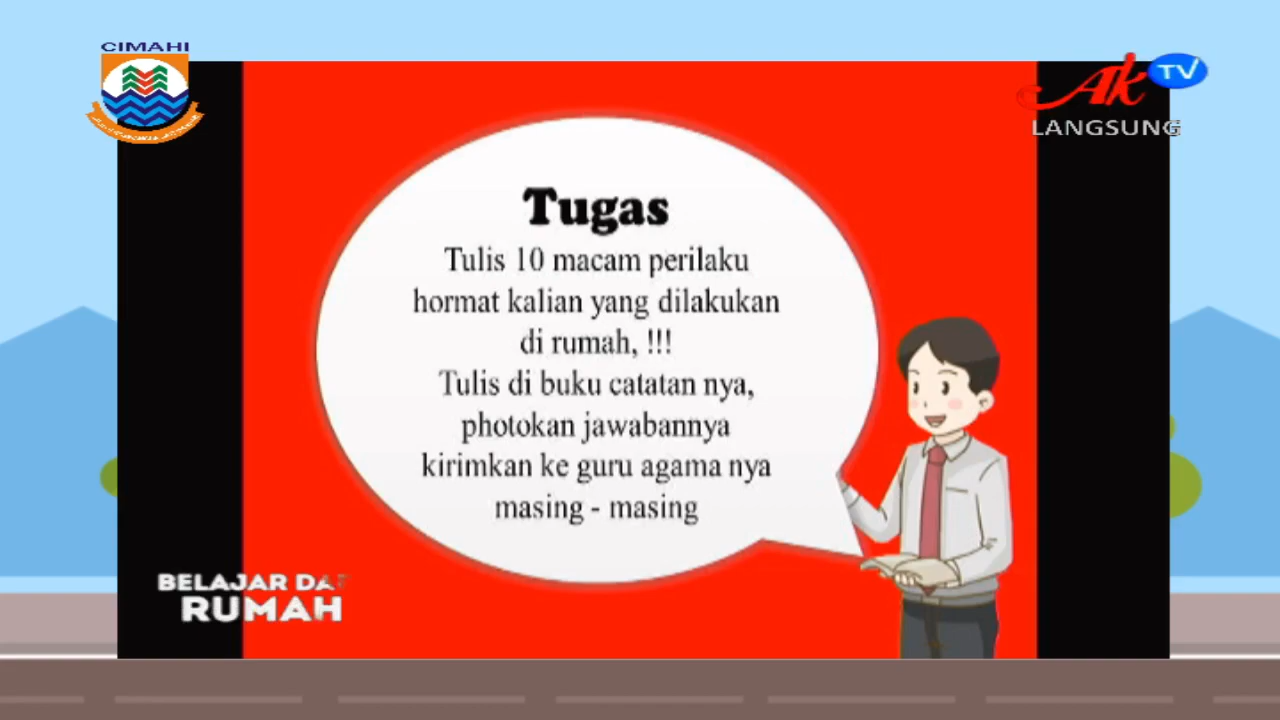 CIMAHI
Ak TV
LANGSUNG
Tugas
Tulis 10 macam perilaku
hormat kalian yang dilakukan
di rumah, !!!
Tulis di buku catatan nya,
photokan jawabannya
kirimkan ke guru agama nya
masing - masing
BELAJAR
RUMAH